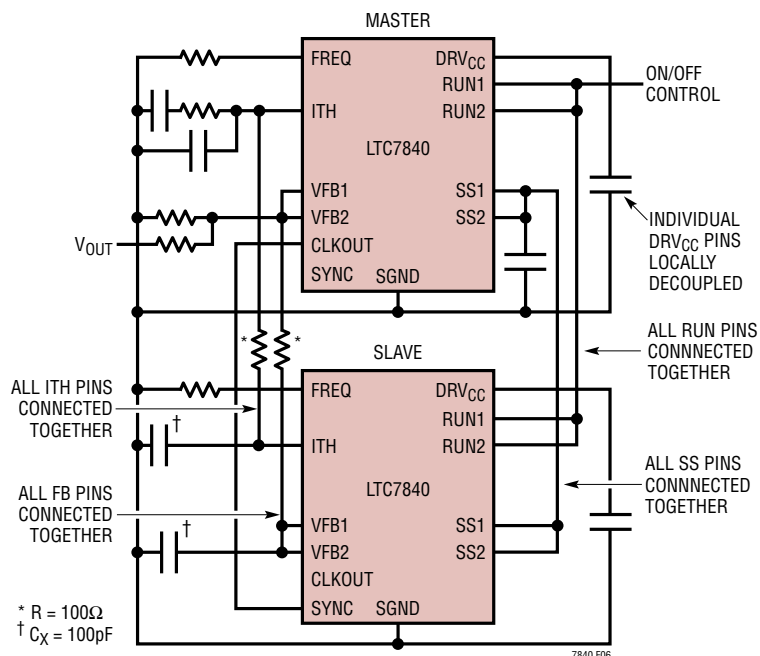 MASTER
FREQ
ITH
VFB1
VFB2
CLKOUT
SYNC
SGND
LTC7840
DRVCC
RUN1
RUN2
SS1
SS2
ON/OFF
CONTROL
INDIVIDUAL
DRVCC PINS
LOCALLY
DECOUPLED
VOUT
*
*
ALL RUN PINS
CONNNECTED
TOGETHER
SLAVE
FREQ
ITH
VFB1
VFB2
CLKOUT
SYNC
SGND
LTC7840
DRVCC
RUN1
RUN2
SS1
SS2
ALL ITH PINS
CONNECTED
TOGETHER
†
ALL FB PINS
CONNECTED
TOGETHER
†
ALL SS PINS
CONNNECTED
TOGETHER
* R = 100Ω
† CX = 100pF
7840 F06